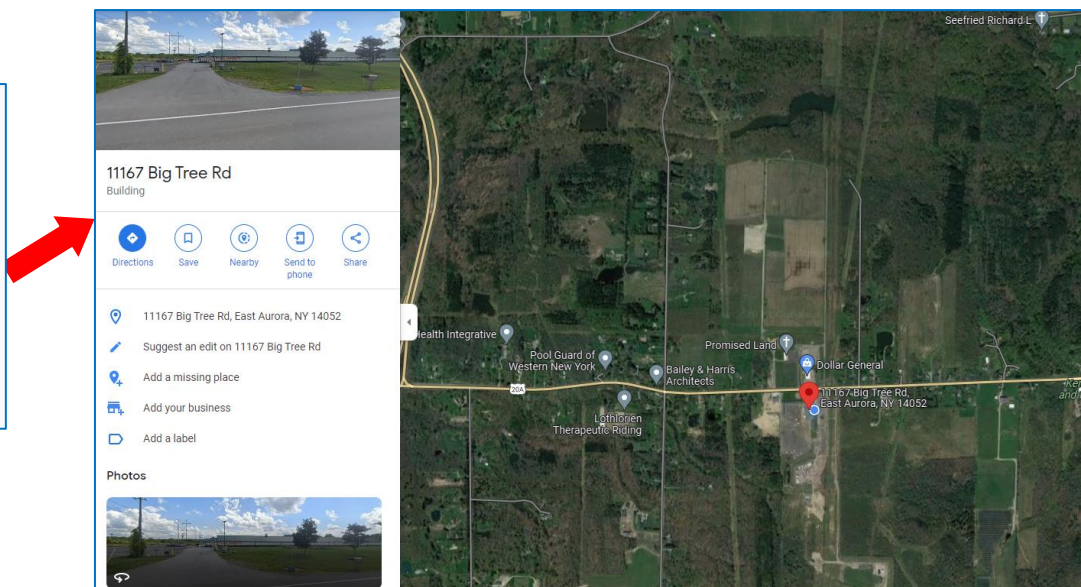 11167 Big Tree Rd
Building
Directions
Save
Nearby
Send to
phone
Share
11167 Big Tree Rd, East Aurora, NY 14052
Suggest an edit on 11167 Big Tree Rd
Add a missing place
Add your business
Add a label
Photos
Seefried Richard L
ealth Integrative
Pool Guard of
Western New York
Promised Land
Bailey & Harris
Architects
Dollar General
20A
11167 Big Tree Rd,
East Aurora, NY 14052
Lothlorien
Therapeutic Riding
and